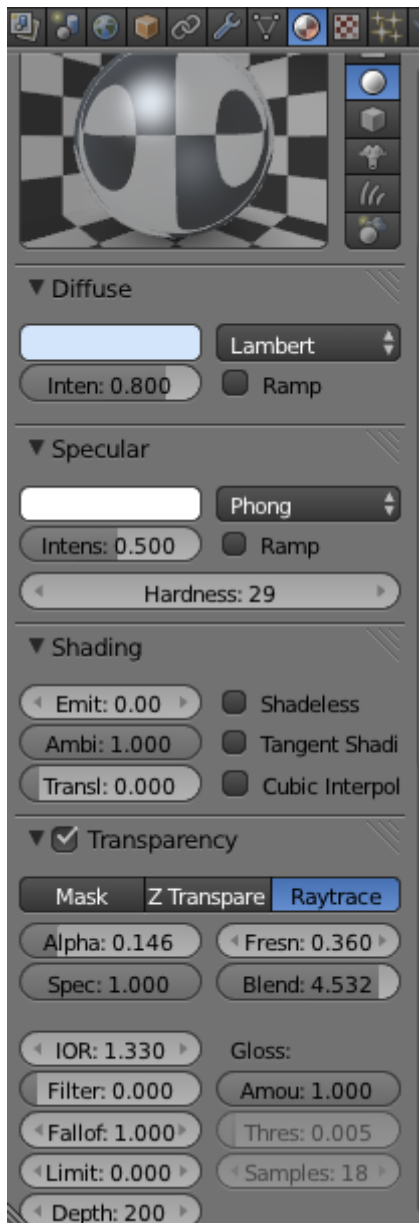 Diffuse
Lambert
Inten: 0.800 Ramp
Specular
Phong
Intens: 0.500 Ramp
Hardness: 29
Shading
Emit: 0.00 Shadeless
Ambi: 1.000 Tangent Shadi
Transl: 0.000 Cubic Interpol
Transparency
Mask Z Transpare Raytrace
Alpha: 0.146 Fresn: 0.360
Spec: 1.000 Blend: 4.532
IOR: 1.330 Gloss:
Filter: 0.000 Amou: 1.000
Fallof: 1.000 Thres: 0.005
Limit: 0.000 Samples: 18
Depth: 200